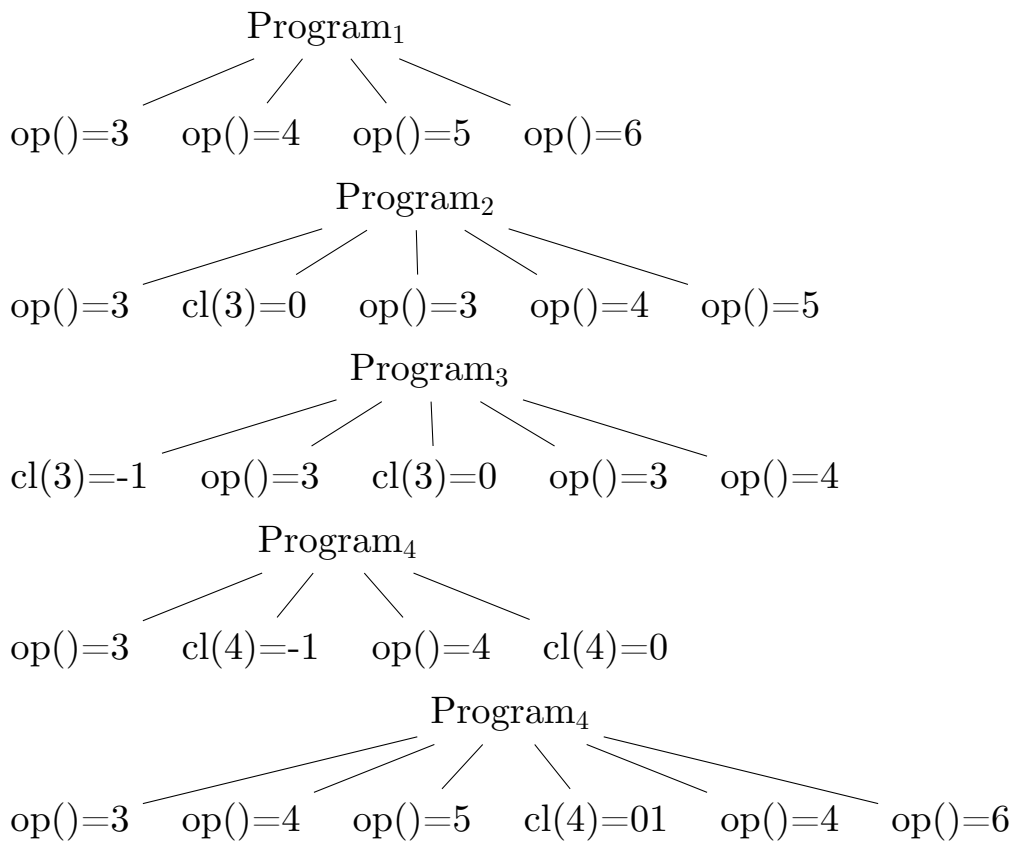 Program₁
op()=3 op()=4 op()=5 op()=6
Program₂
op()=3 cl(3)=0 op()=3 op()=4 op()=5
Program₃
cl(3)=-1 op()=3 cl(3)=0 op()=3 op()=4
Program₄
op()=3 cl(4)=-1 op()=4 cl(4)=0
Program₄
op()=3 op()=4 op()=5 cl(4)=01 op()=4 op()=6